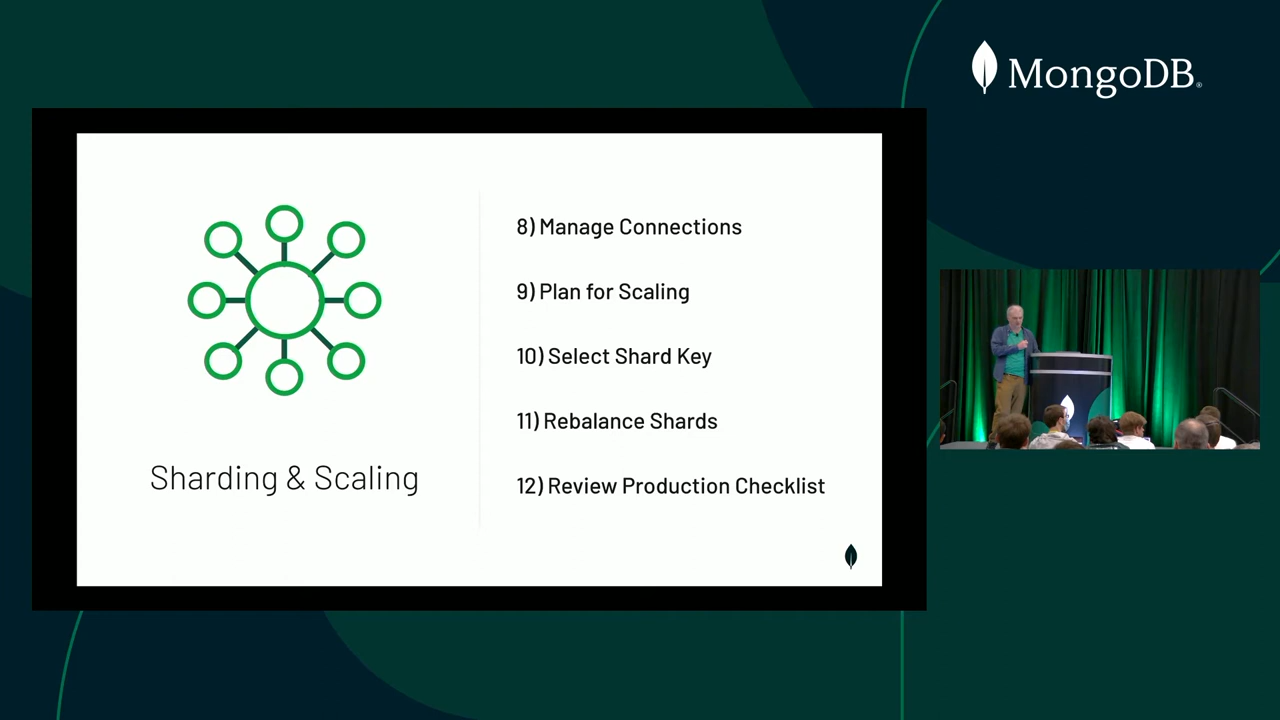 MongoDB®
8) Manage Connections
9) Plan for Scaling
10) Select Shard Key
11) Rebalance Shards
12) Review Production Checklist
Sharding & Scaling